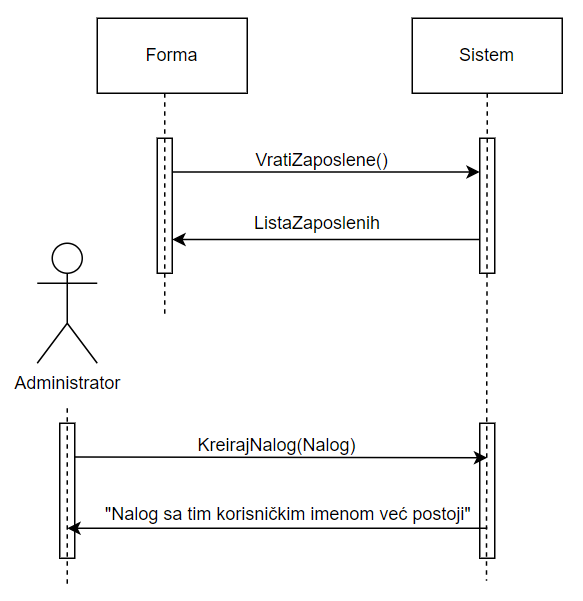 Forma
Sistem
VratiZaposlene()
ListaZaposlenih
Administrator
KreirajNalog(Nalog)
"Nalog sa tim korisničkim imenom već postoji"